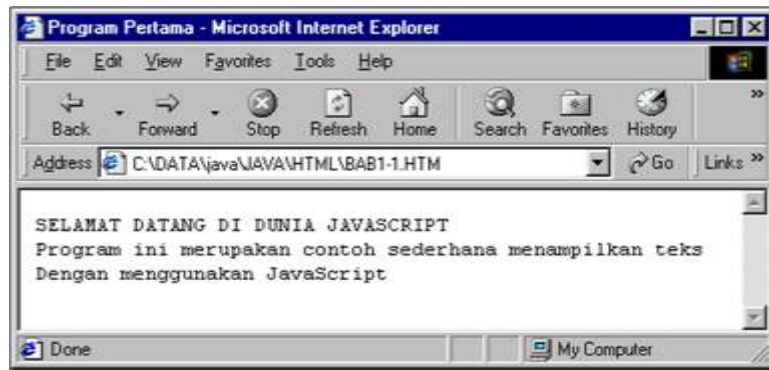 Program Pertama - Microsoft Internet Explorer
File Edit View Favorites Tools Help
Back Forward Stop Refresh Home Search Favorites History »
Address C:\DATA\java\JAVA\HTML\BAB1-1.HTM Go Links »
SELAMAT DATANG DI DUNIA JAVASCRIPT
Program ini merupakan contoh sederhana menampilkan teks
Dengan menggunakan JavaScript
Done My Computer